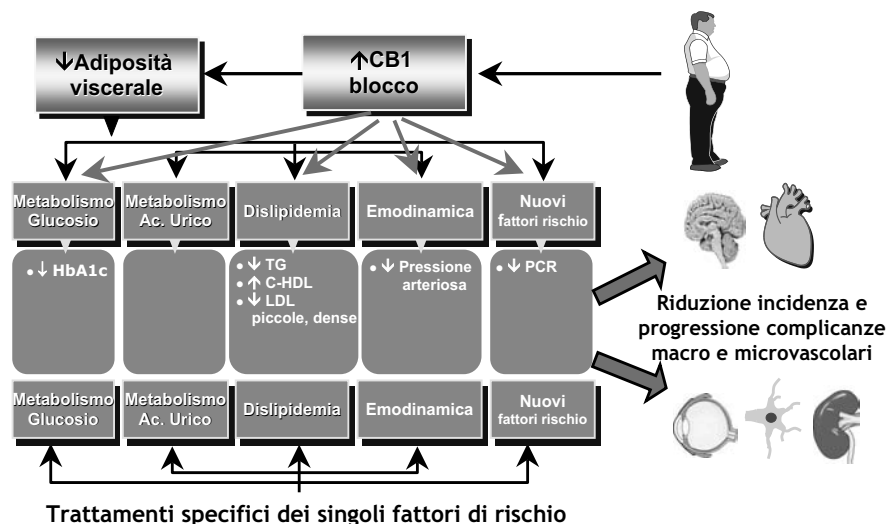 ↓Adiposità
viscerale
↑CB1
blocco
Metabolismo
Glucosio
Metabolismo
Ac. Urico
Dislipidemia
Emodinamica
Nuovi
fattori rischio
• ↓ HbA1c
• ↓ TG
• ↑ C-HDL
• ↓ LDL
piccole, dense
• ↓ Pressione
arteriosa
• ↓ PCR
Riduzione incidenza e
progressione complicanze
macro e microvascolari
Metabolismo
Glucosio
Metabolismo
Ac. Urico
Dislipidemia
Emodinamica
Nuovi
fattori rischio
Trattamenti specifici dei singoli fattori di rischio